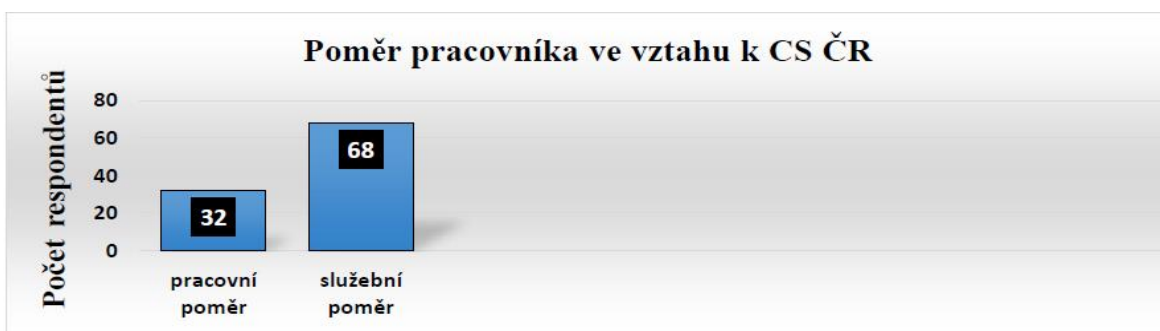 Poměr pracovníka ve vztahu k CS ČR
Počet respondentů
80
60
40
20
0
32
68
pracovní
poměr
služební
poměr